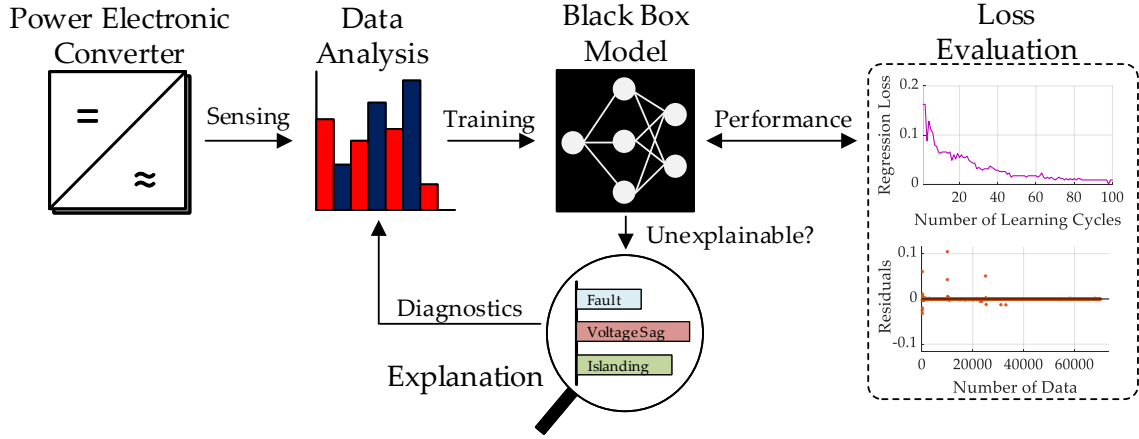 Power Electronic
Converter
=
≈
Sensing
Data
Analysis
Training
Black Box
Model
Performance
Unexplainable?
Diagnostics
Explanation
Fault
Voltage Sag
Islanding
Loss
Evaluation
Regression Loss
0.2
0.1
0
20 40 60 80 100
Number of Learning Cycles
Residuals
0.1
0
-0.1
0 20000 40000 60000
Number of Data